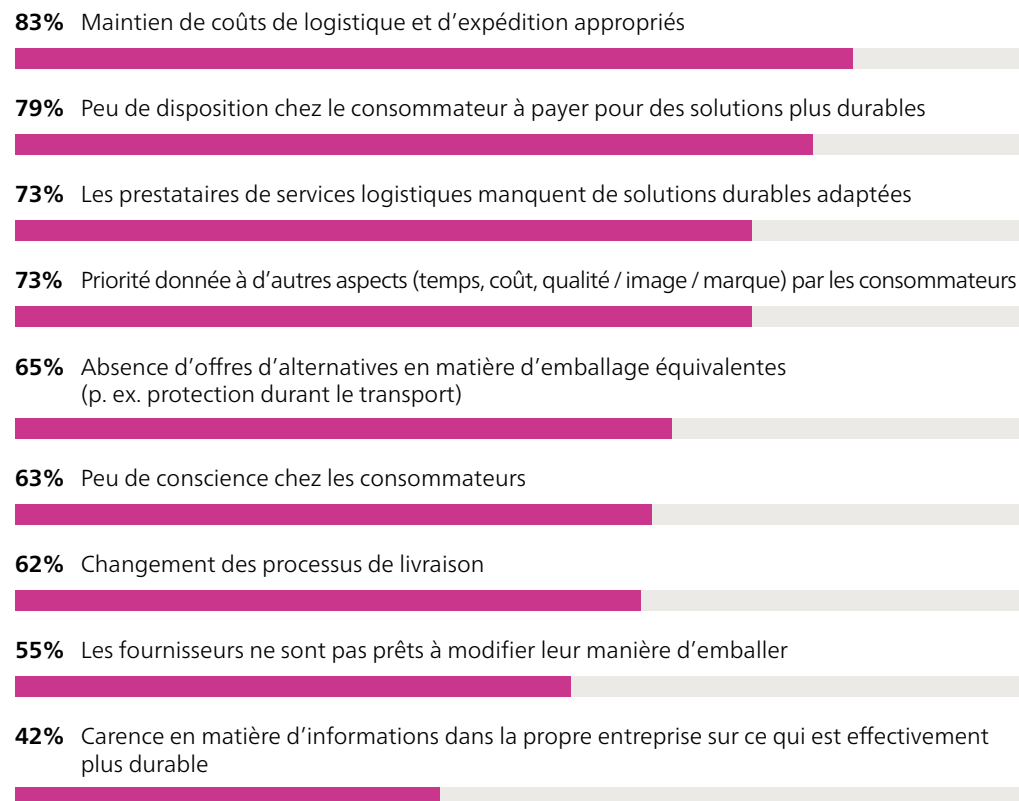 83% Maintien de coûts de logistique et d’expédition appropriés
79% Peu de disposition chez le consommateur à payer pour des solutions plus durables
73% Les prestataires de services logistiques manquent de solutions durables adaptées
73% Priorité donnée à d’autres aspects (temps, coût, qualité / image / marque) par les consommateurs
65% Absence d’offres d’alternatives en matière d’emballage équivalentes
(p. ex. protection durant le transport)
63% Peu de conscience chez les consommateurs
62% Changement des processus de livraison
55% Les fournisseurs ne sont pas prêts à modifier leur manière d’emballer
42% Carence en matière d’informations dans la propre entreprise sur ce qui est effectivement
plus durable